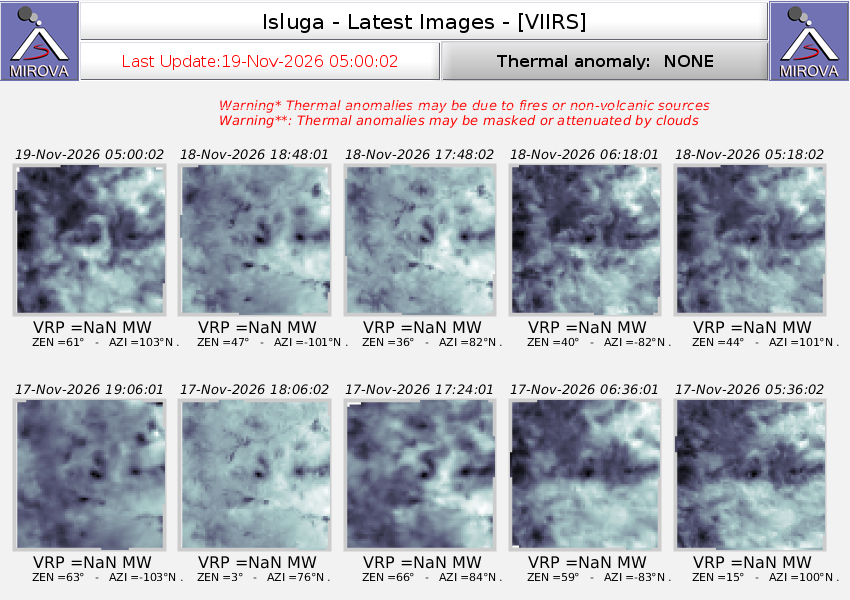 Isluga - Latest Images - [VIIRS]
MIROVA
Last Update:19-Nov-2026 05:00:02
Thermal anomaly: NONE
MIROVA
Warning* Thermal anomalies may be due to fires or non-volcanic sources
Warning**: Thermal anomalies may be masked or attenuated by clouds
19-Nov-2026 05:00:02 18-Nov-2026 18:48:01 18-Nov-2026 17:48:02 18-Nov-2026 06:18:01 18-Nov-2026 05:18:02
VRP =NaN MW VRP =NaN MW VRP =NaN MW VRP =NaN MW VRP =NaN MW
ZEN =61° - AZI =103°N . ZEN =47° - AZI =-101°N . ZEN =36° - AZI =82°N . ZEN =40° - AZI =-82°N . ZEN =44° - AZI =101°N .
17-Nov-2026 19:06:01 17-Nov-2026 18:06:02 17-Nov-2026 17:24:01 17-Nov-2026 06:36:01 17-Nov-2026 05:36:02
VRP =NaN MW VRP =NaN MW VRP =NaN MW VRP =NaN MW VRP =NaN MW
ZEN =63° - AZI =-103°N . ZEN =3° - AZI =76°N . ZEN =66° - AZI =84°N . ZEN =59° - AZI =-83°N . ZEN =15° - AZI =100°N .